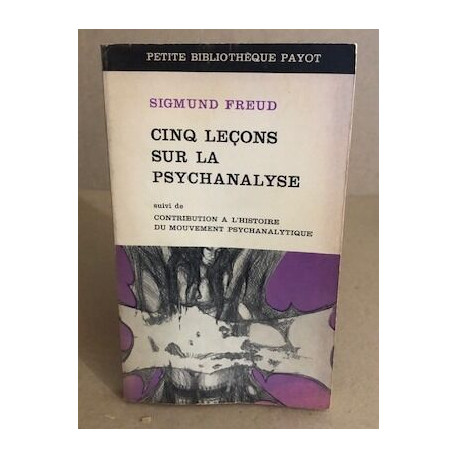 PETITE BIBLIOTHÈQUE PAYOT
SIGMUND FREUD
CINQ LEÇONS
SUR LA
PSYCHANALYSE
suivi de
CONTRIBUTION A L'HISTOIRE
DU MOUVEMENT PSYCHANALYTIQUE